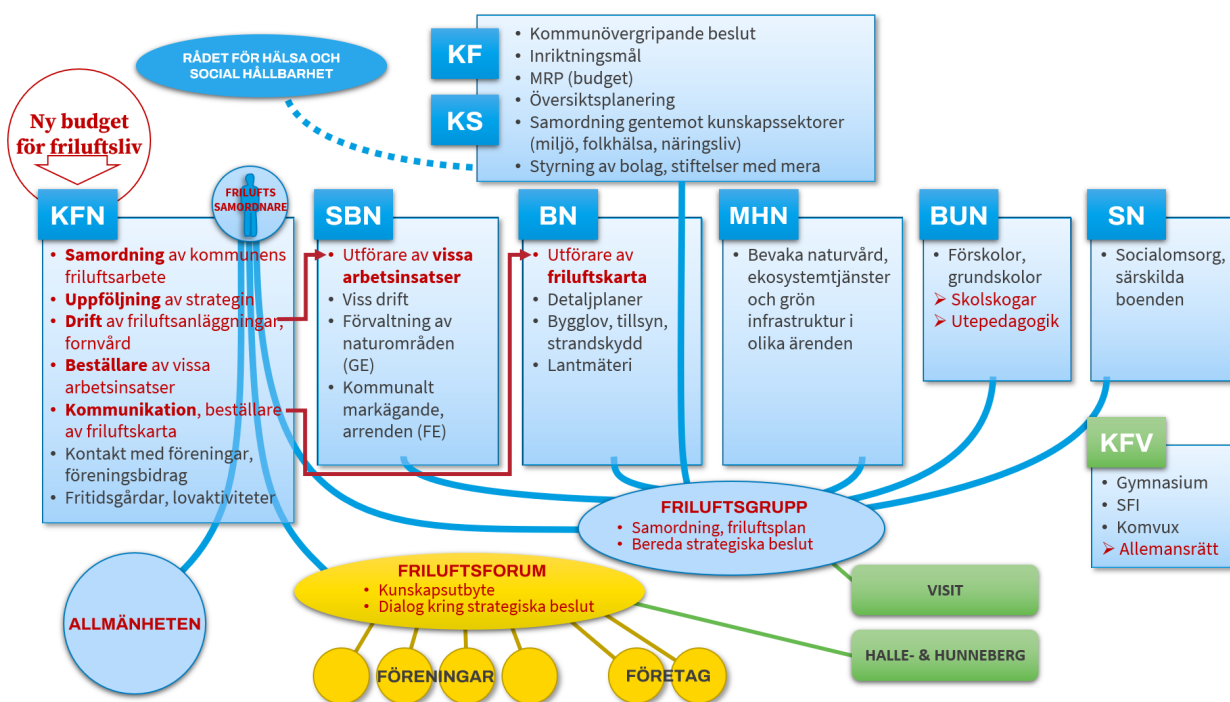 RÅDET FÖR HÄLSA OCH
SOCIAL HÅLLBARHET
KF
KS
• Kommunövergripande beslut
• Inriktningsmål
• MRP (budget)
• Översiktsplanering
• Samordning gentemot kunskapssektorer
(miljö, folkhälsa, näringsliv)
• Styrning av bolag, stiftelser med mera
Ny budget
för friluftsliv
FRILUFTS
SAMORDNARE
KFN
• Samordning av kommunens
friluftsarbete
• Uppföljning av strategin
• Drift av friluftsanläggningar,
fornvård
• Beställare av vissa
arbetsinsatser
• Kommunikation, beställare
av friluftskarta
• Kontakt med föreningar,
föreningsbidrag
• Fritidsgårdar, lovaktiviteter
SBN
• Utförare av vissa
arbetsinsatser
• Viss drift
• Förvaltning av
naturområden
(GE)
• Kommunalt
markägande,
arrenden (FE)
BN
• Utförare av
friluftskarta
• Detaljplaner
• Bygglov, tillsyn,
strandskydd
• Lantmäteri
MHN
• Bevaka naturvård,
ekosystemtjänster
och grön
infrastruktur i
olika ärenden
BUN
• Förskolor,
grundskolor
➢ Skolskogar
➢ Utepedagogik
SN
• Socialomsorg,
särskilda
boenden
KFV
• Gymnasium
• SFI
• Komvux
➢ Allemansrätt
FRILUFTSGRUPP
• Samordning, friluftsplan
• Bereda strategiska beslut
FRILUFTSFORUM
• Kunskapsutbyte
• Dialog kring strategiska beslut
ALLMÄNHETEN
VISIT
HALLE- & HUNNEBERG
FÖRENINGAR
FÖRETAG